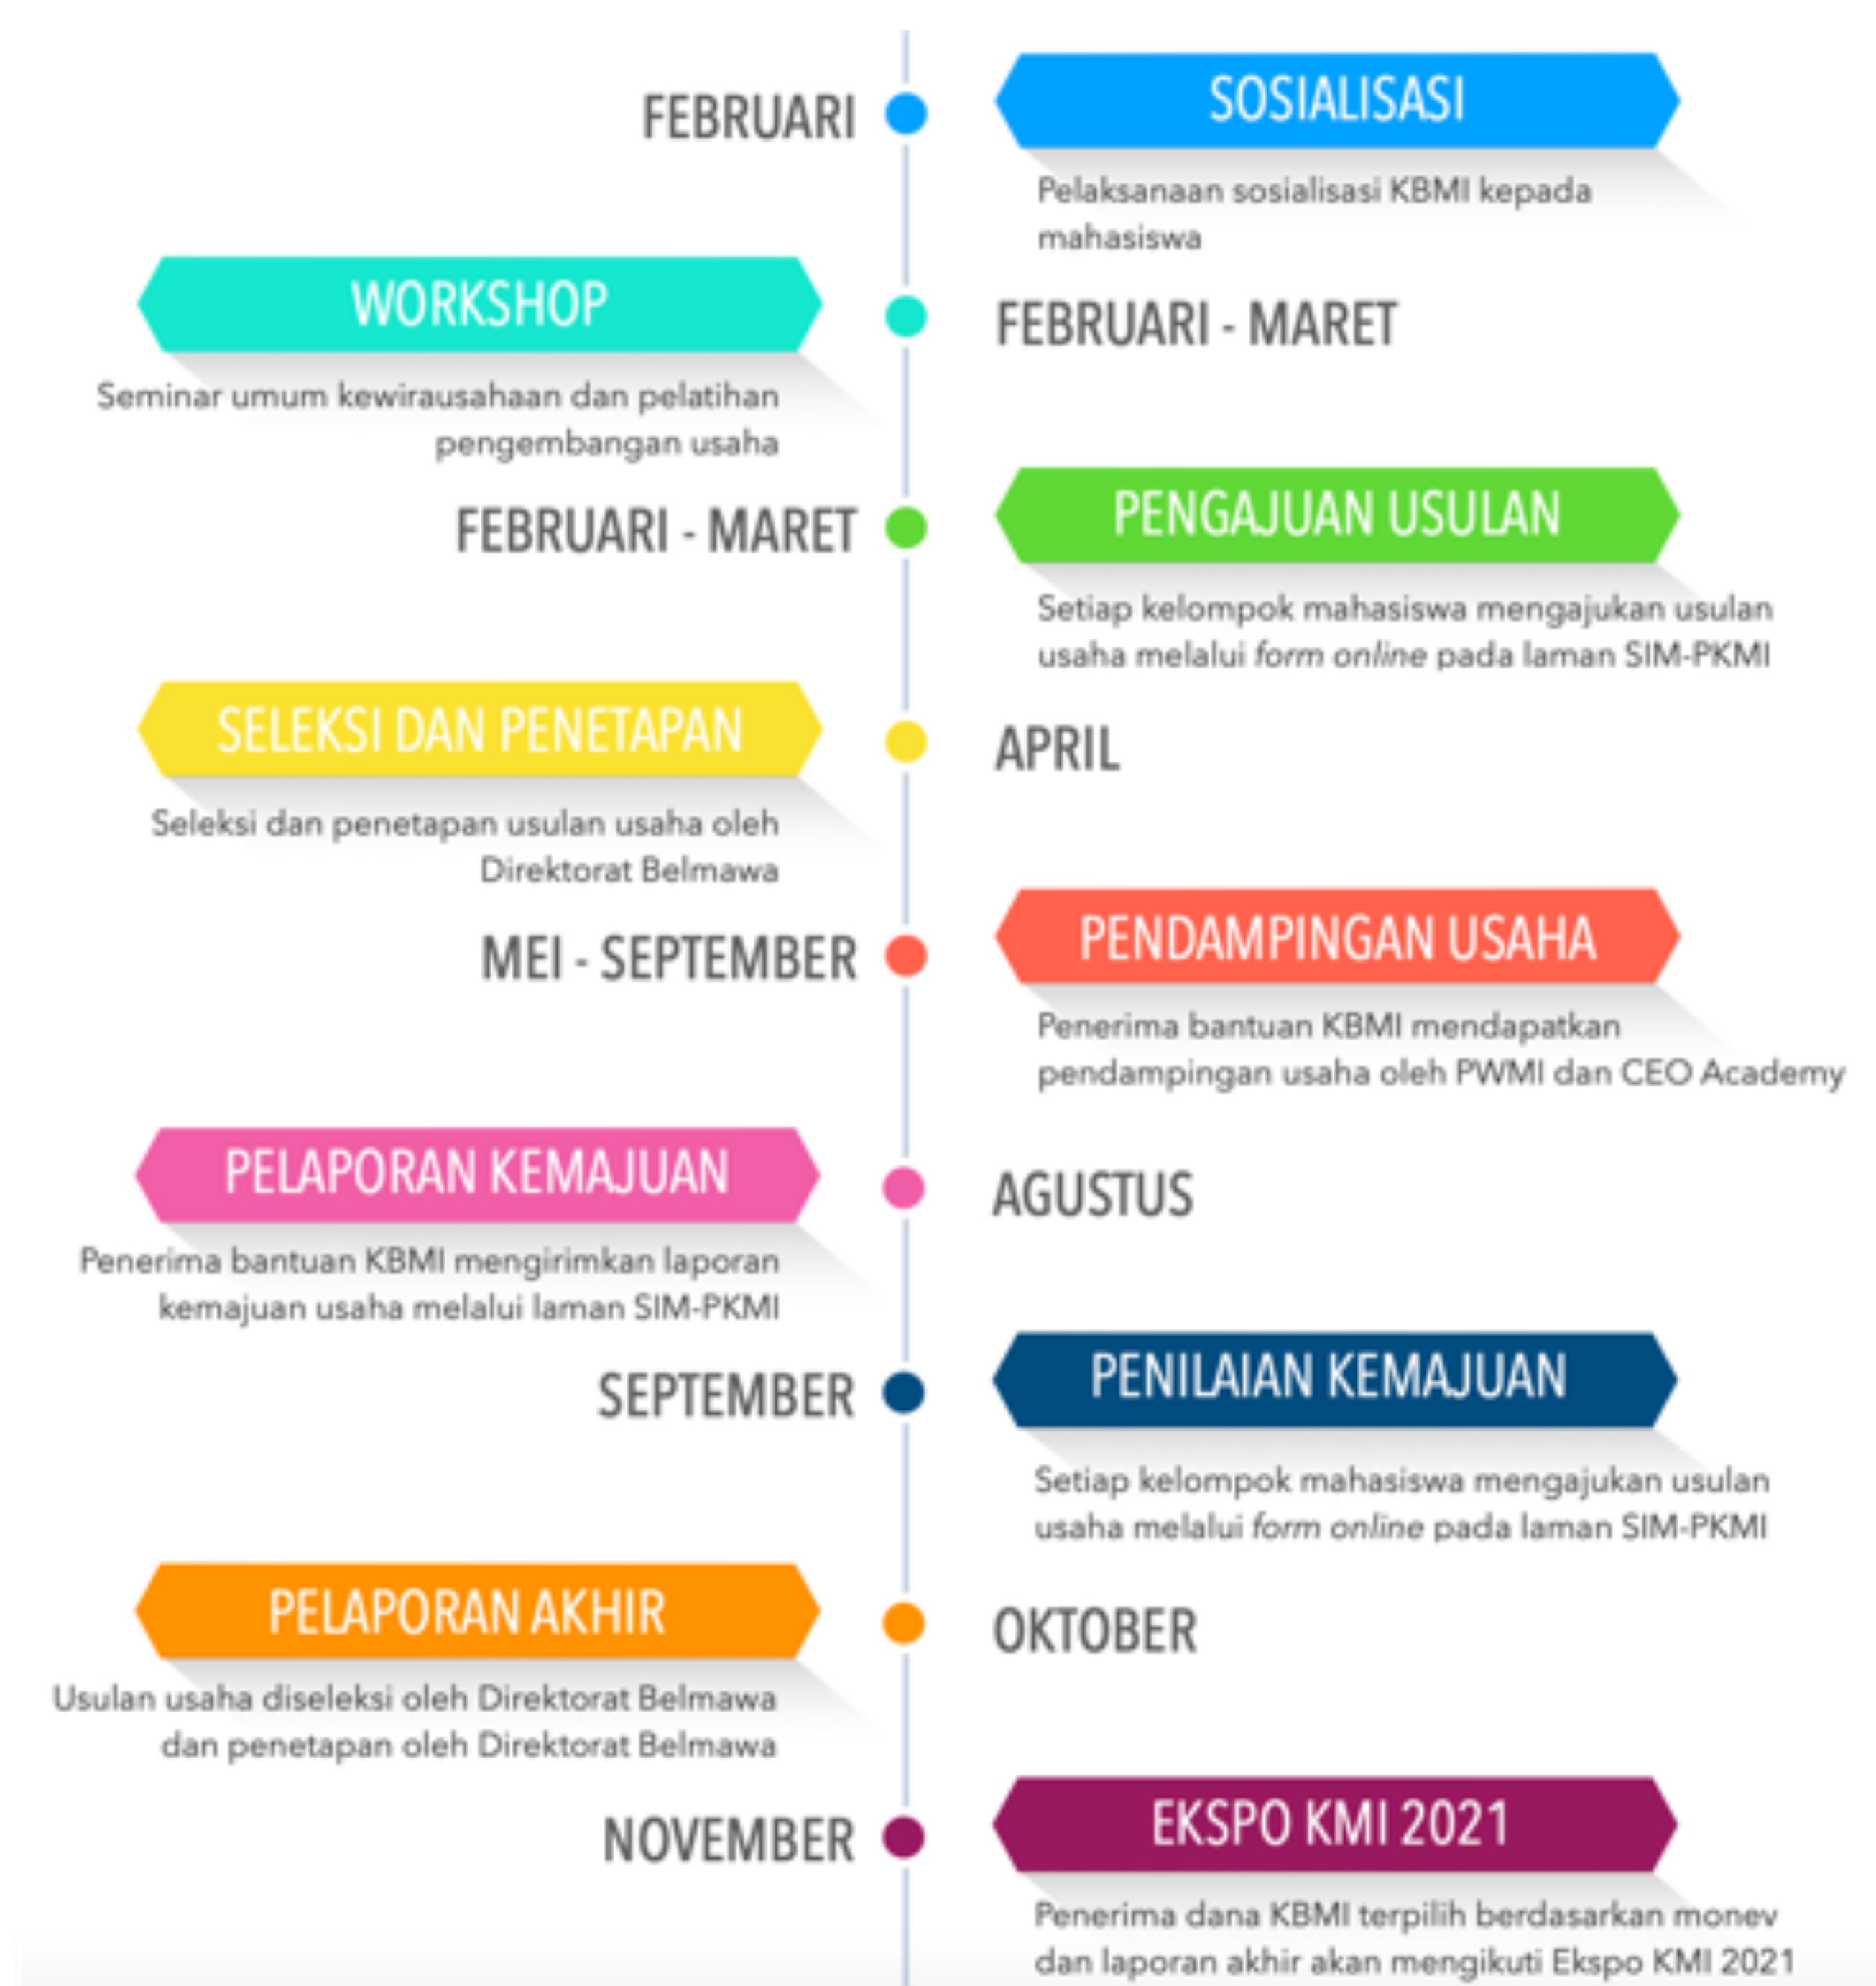 FEBRUARI
SOSIALISASI
Pelaksanaan sosialisasi KBMI kepada
mahasiswa
WORKSHOP
FEBRUARI - MARET
Seminar umum kewirausahaan dan pelatihan
pengembangan usaha
FEBRUARI - MARET
PENGAJUAN USULAN
Setiap kelompok mahasiswa mengajukan usulan
usaha melalui form online pada laman SIM-PKMI
SELEKSI DAN PENETAPAN
APRIL
Seleksi dan penetapan usulan usaha oleh
Direktorat Belmawa
MEI - SEPTEMBER
PENDAMPINGAN USAHA
Penerima bantuan KBMI mendapatkan
pendampingan usaha oleh PWMI dan CEO Academy
PELAPORAN KEMAJUAN
AGUSTUS
Penerima bantuan KBMI mengirimkan laporan
kemajuan usaha melalui laman SIM-PKMI
SEPTEMBER
PENILAIAN KEMAJUAN
Setiap kelompok mahasiswa mengajukan usulan
usaha melalui form online pada laman SIM-PKMI
PELAPORAN AKHIR
OKTOBER
Usulan usaha diseleksi oleh Direktorat Belmawa
dan penetapan oleh Direktorat Belmawa
NOVEMBER
EKSPO KMI 2021
Penerima dana KBMI terpilih berdasarkan monev
dan laporan akhir akan mengikuti Ekspo KMI 2021